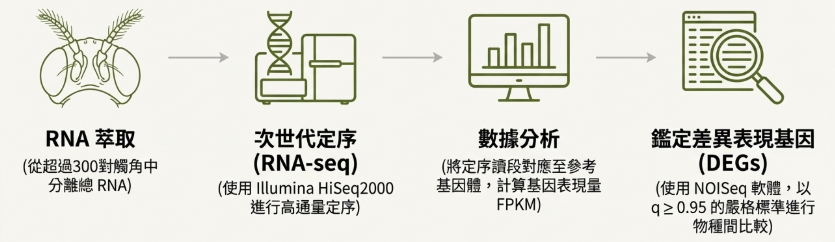 RNA 萃取
(從超過300對觸角中
分離總 RNA)
次世代定序
(RNA-seq)
(使用 Illumina HiSeq2000
進行高通量定序)
數據分析
(將定序讀段對應至參考
基因體，計算基因表現量
FPKM)
鑑定差異表現基因
(DEGs)
(使用 NOISeq 軟體，以
q ≥ 0.95 的嚴格標準進行
物種間比較)